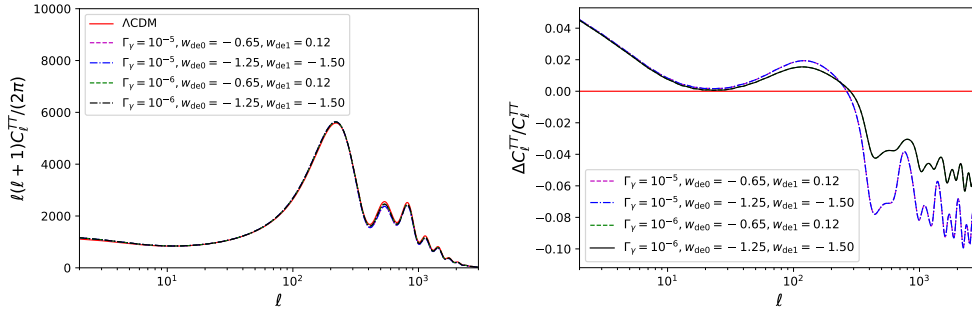 10000
8000
6000
4000
2000
0
ℓ(ℓ + 1)C_ℓ^{TT}/(2π)
ΛCDM
Γ_γ = 10^{-5}, w_{de0} = −0.65, w_{de1} = 0.12
Γ_γ = 10^{-5}, w_{de0} = −1.25, w_{de1} = −1.50
Γ_γ = 10^{-6}, w_{de0} = −0.65, w_{de1} = 0.12
Γ_γ = 10^{-6}, w_{de0} = −1.25, w_{de1} = −1.50
10^1
10^2
10^3
ℓ
0.04
0.02
0.00
−0.02
−0.04
−0.06
−0.08
−0.10
ΔC_ℓ^{TT}/C_ℓ^{TT}
Γ_γ = 10^{-5}, w_{de0} = −0.65, w_{de1} = 0.12
Γ_γ = 10^{-5}, w_{de0} = −1.25, w_{de1} = −1.50
Γ_γ = 10^{-6}, w_{de0} = −0.65, w_{de1} = 0.12
Γ_γ = 10^{-6}, w_{de0} = −1.25, w_{de1} = −1.50
10^1
10^2
10^3
ℓ